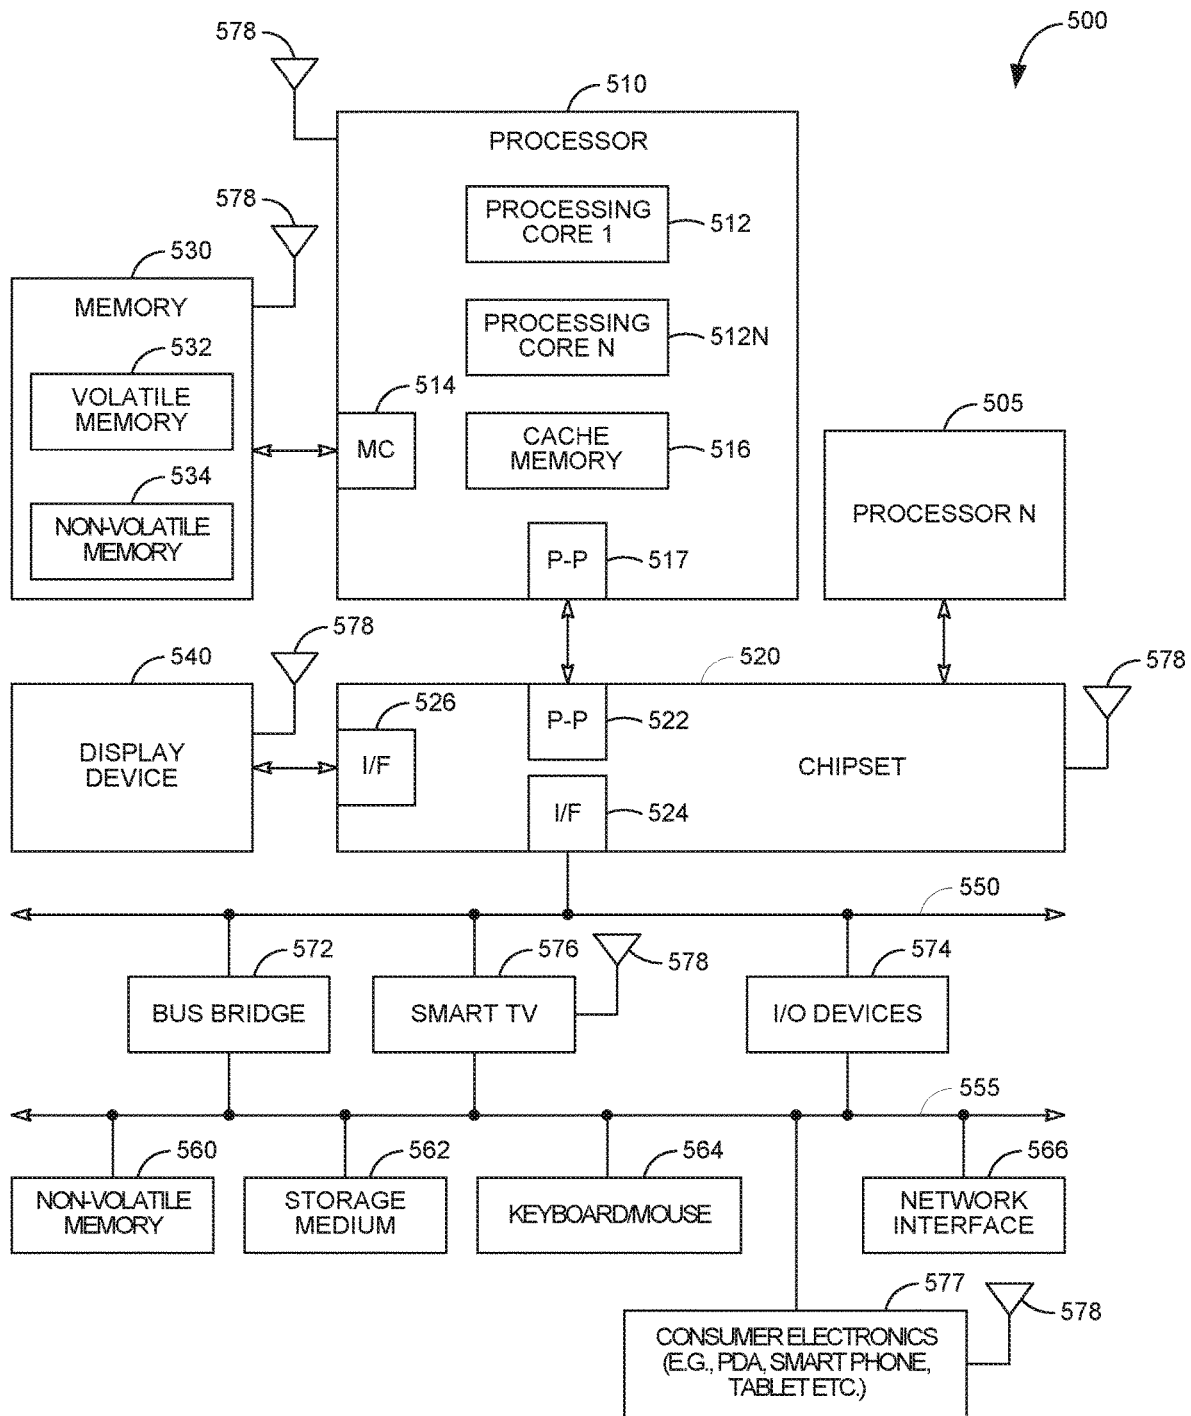 500
578
510
PROCESSOR
PROCESSING
CORE 1
512
578
530
MEMORY
PROCESSING
CORE N
512N
532
VOLATILE
MEMORY
514
MC
CACHE
MEMORY
516
505
PROCESSOR N
534
NON-VOLATILE
MEMORY
P-P
517
578
540
520
578
DISPLAY
DEVICE
526
I/F
P-P
522
CHIPSET
I/F
524
550
572
BUS BRIDGE
576
SMART TV
578
574
I/O DEVICES
555
560
NON-VOLATILE
MEMORY
562
STORAGE
MEDIUM
564
KEYBOARD/MOUSE
566
NETWORK
INTERFACE
577
578
CONSUMER ELECTRONICS
(E.G., PDA, SMART PHONE,
TABLET ETC.)